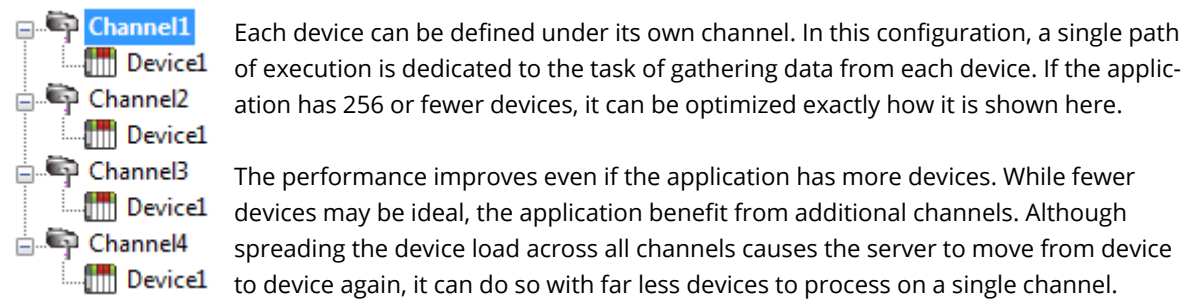 Channel1
Device1
Channel2
Device1
Channel3
Device1
Channel4
Device1
Each device can be defined under its own channel. In this configuration, a single path
of execution is dedicated to the task of gathering data from each device. If the applic-
ation has 256 or fewer devices, it can be optimized exactly how it is shown here.
The performance improves even if the application has more devices. While fewer
devices may be ideal, the application benefit from additional channels. Although
spreading the device load across all channels causes the server to move from device
to device again, it can do so with far less devices to process on a single channel.